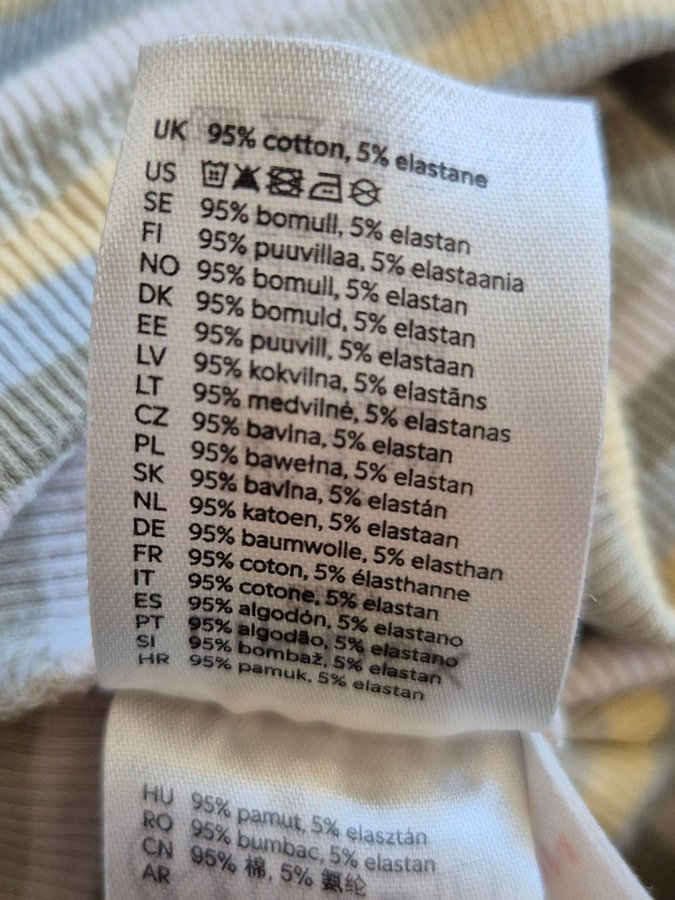 UK 95% cotton, 5% elastane
US
SE 95% bomull, 5% elastan
FI 95% puuvillaa, 5% elastaania
NO 95% bomull, 5% elastan
DK 95% bomuld, 5% elastan
EE 95% puuvill, 5% elastaan
LV 95% kokvilna, 5% elastāns
LT 95% medvilnė, 5% elastanas
CZ 95% bavlna, 5% elastan
PL 95% bawełna, 5% elastan
SK 95% bavlna, 5% elastán
NL 95% katoen, 5% elastaan
DE 95% baumwolle, 5% elasthan
FR 95% coton, 5% élasthanne
IT 95% cotone, 5% elastan
ES 95% algodón, 5% elastano
PT 95% algodão, 5% elastano
SI 95% bombaž, 5% elastan
HR 95% pamuk, 5% elastan
HU 95% pamut, 5% elasztán
RO 95% bumbac, 5% elastan
CN 95% 棉, 5% 氨纶
AR